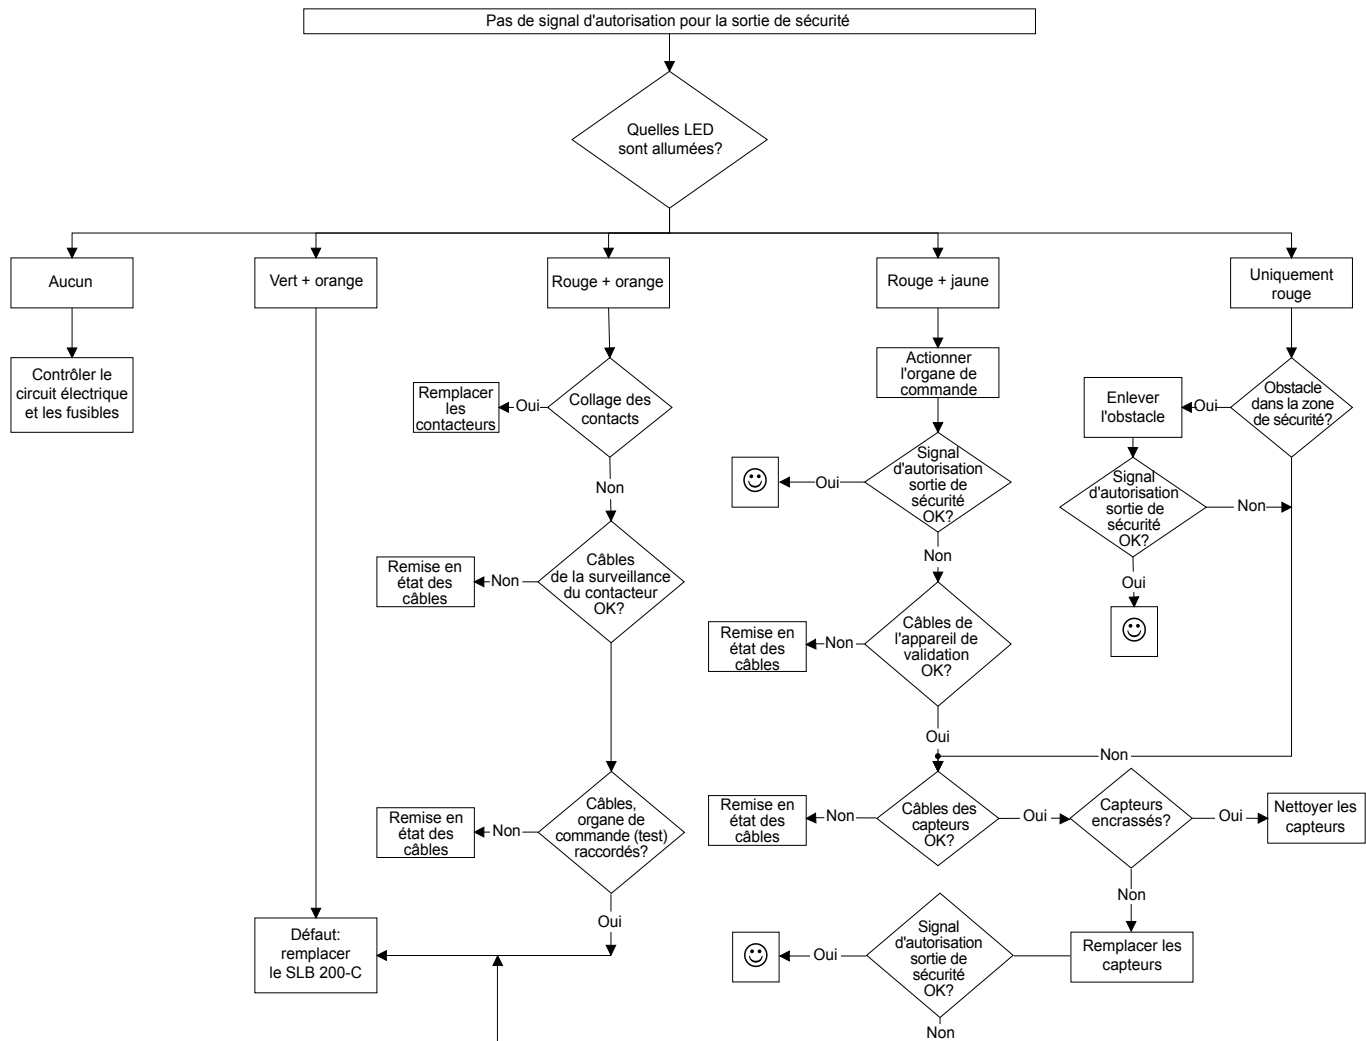 Pas de signal d'autorisation pour la sortie de sécurité
Quelles LED
sont allumées?
Aucun
Vert + orange
Rouge + orange
Rouge + jaune
Uniquement
rouge
Contrôler le
circuit électrique
et les fusibles
Remplacer
les
contacteurs
Oui
Collage des
contacts
Actionner
l'organe de
commande
Enlever
l'obstacle
Oui
Obstacle
dans la zone
de sécurité?
Non
Oui
Signal
d'autorisation
sortie de
sécurité
OK?
Signal
d'autorisation
sortie de
sécurité
OK?
Non
Non
Oui
Remise en
état des
câbles
Non
Câbles
de la surveillance
du contacteur
OK?
Remise en
état des
câbles
Non
Câbles de
l'appareil de
validation
OK?
Oui
Non
Remise en
état des
câbles
Non
Câbles,
organe de
commande (test)
raccordés?
Remise en
état des
câbles
Non
Câbles des
capteurs
OK?
Oui
Capteurs
encrassés?
Oui
Nettoyer les
capteurs
Oui
Non
Défaut:
remplacer
le SLB 200-C
Oui
Signal
d'autorisation
sortie de
sécurité
OK?
Remplacer les
capteurs
Non